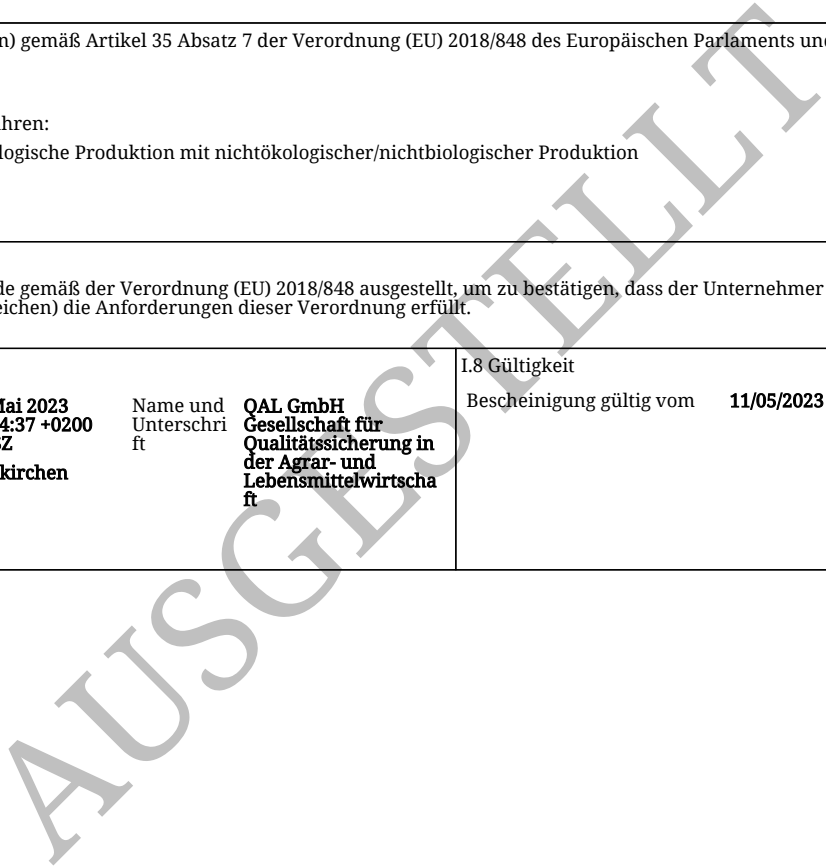 n) gemäß Artikel 35 Absatz 7 der Verordnung (EU) 2018/848 des Europäischen Parlaments und
hren:
logische Produktion mit nichtökologischer/nichtbiologischer Produktion
de gemäß der Verordnung (EU) 2018/848 ausgestellt, um zu bestätigen, dass der Unternehmer
eichen) die Anforderungen dieser Verordnung erfüllt.
Mai 2023
4:37 +0200
SZ
kirchen
Name und
Unterschri
ft
QAL GmbH
Gesellschaft für
Qualitätssicherung in
der Agrar- und
Lebensmittelwirtscha
ft
I.8 Gültigkeit
Bescheinigung gültig vom 11/05/2023
AUSGESTELLT